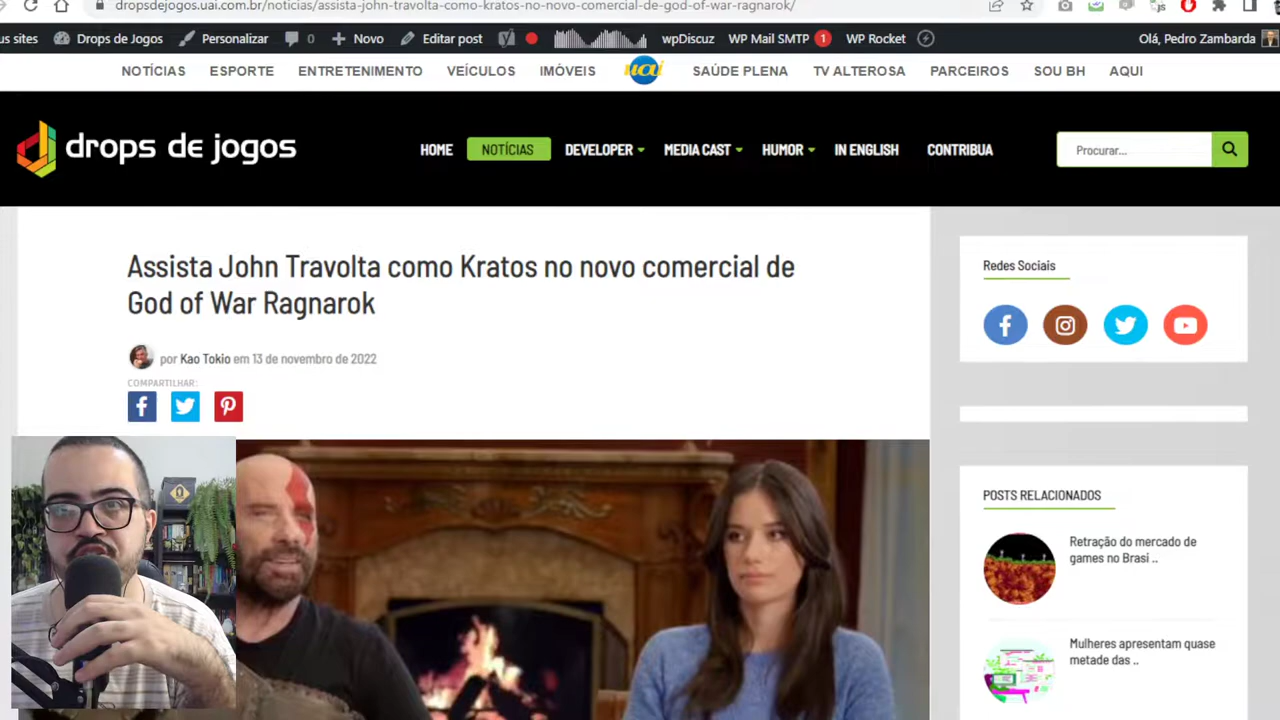 dropsdejogos.uai.com.br/noticias/assista-john-travolta-como-kratos-no-novo-comercial-de-god-of-war-ragnarok/
us sites Drops de Jogos Personalizar 0 Novo Editar post wpDiscuz WP Mail SMTP 1 WP Rocket Olá, Pedro Zambarda
NOTÍCIAS ESPORTE ENTRETENIMENTO VEÍCULOS IMÓVEIS uai SAÚDE PLENA TV ALTEROSA PARCEIROS SOU BH AQUI
drops de jogos HOME NOTÍCIAS DEVELOPER MEDIA CAST HUMOR IN ENGLISH CONTRIBUA Procurar...
Assista John Travolta como Kratos no novo comercial de
God of War Ragnarok
por Kao Tokio em 13 de novembro de 2022
COMPARTILHAR:
Redes Sociais
POSTS RELACIONADOS
Retração do mercado de
games no Brasi ..
Mulheres apresentam quase
metade das ..